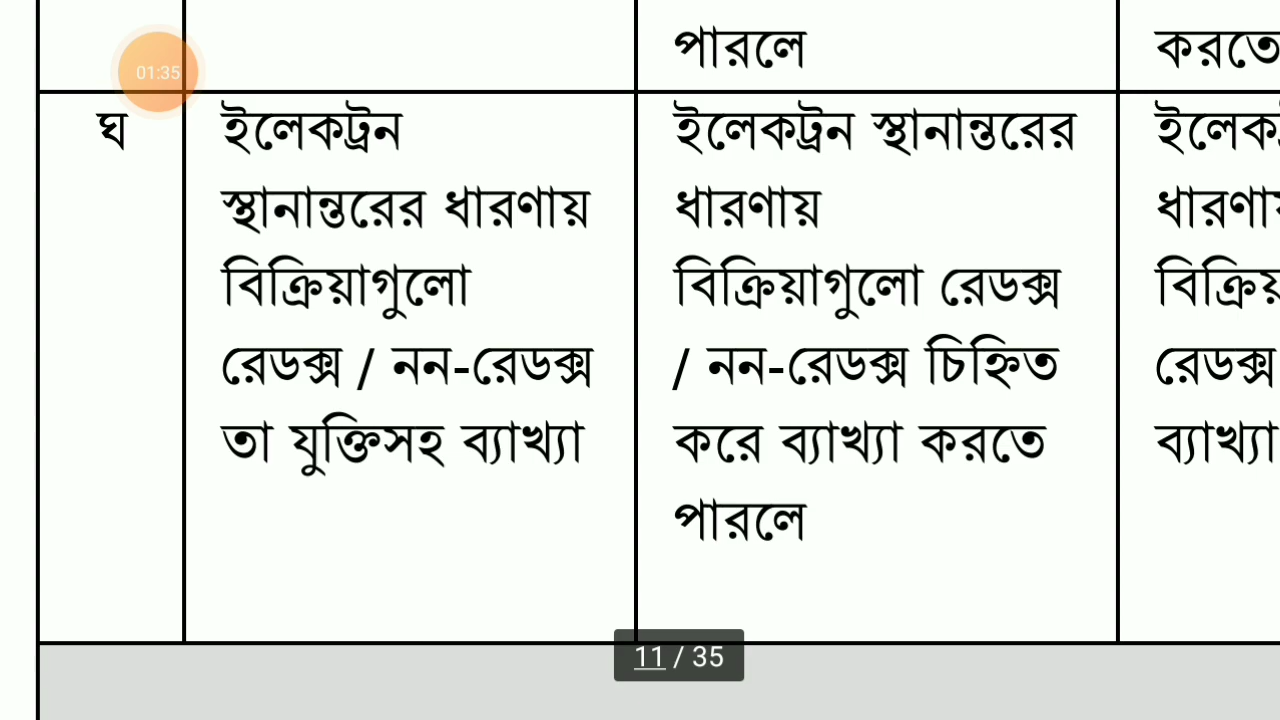 পারলে
করতে
01:35
ঘ
ইলেকট্রন
স্থানান্তরের ধারণায়
বিক্রিয়াগুলো
রেডক্স / নন-রেডক্স
তা যুক্তিসহ ব্যাখ্যা
ইলেকট্রন স্থানান্তরের
ধারণায়
বিক্রিয়াগুলো রেডক্স
/ নন-রেডক্স চিহ্নিত
করে ব্যাখ্যা করতে
পারলে
রেডক্স
ব্যাখ্যা
11 / 35